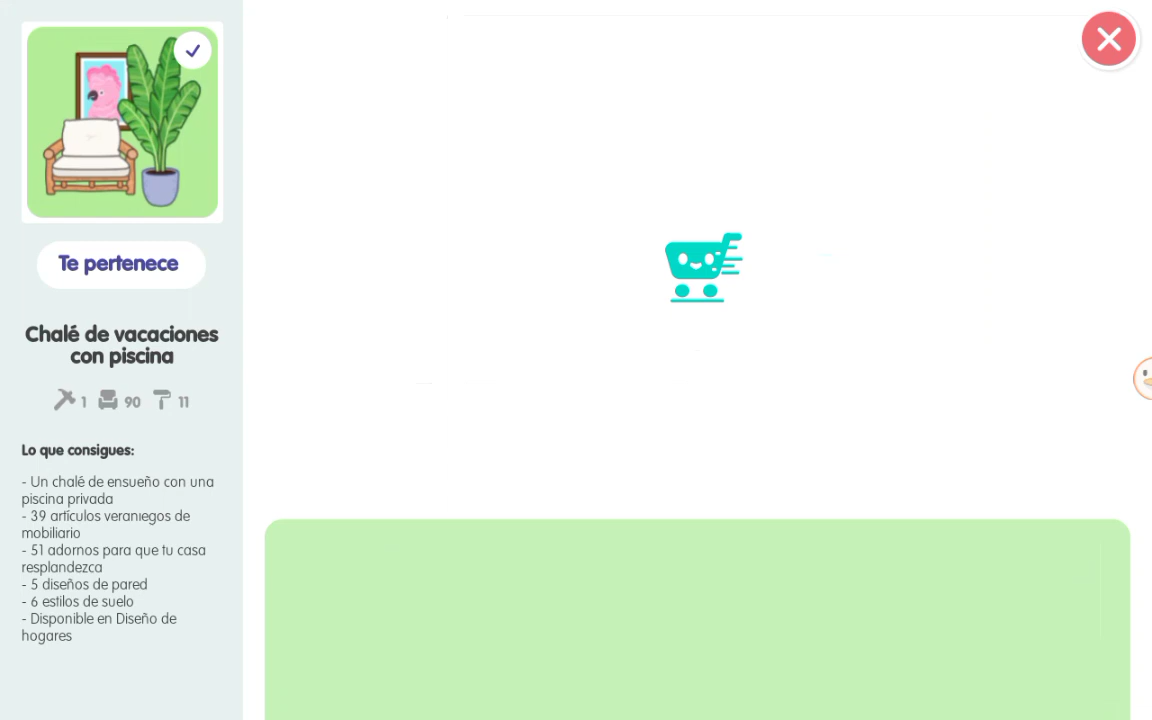 Te pertenece
Chalé de vacaciones
con piscina
1 90 11
Lo que consigues:
- Un chalé de ensueño con una
piscina privada
- 39 artículos veraniegos de
mobiliario
- 51 adornos para que tu casa
resplandezca
- 5 diseños de pared
- 6 estilos de suelo
- Disponible en Diseño de
hogares